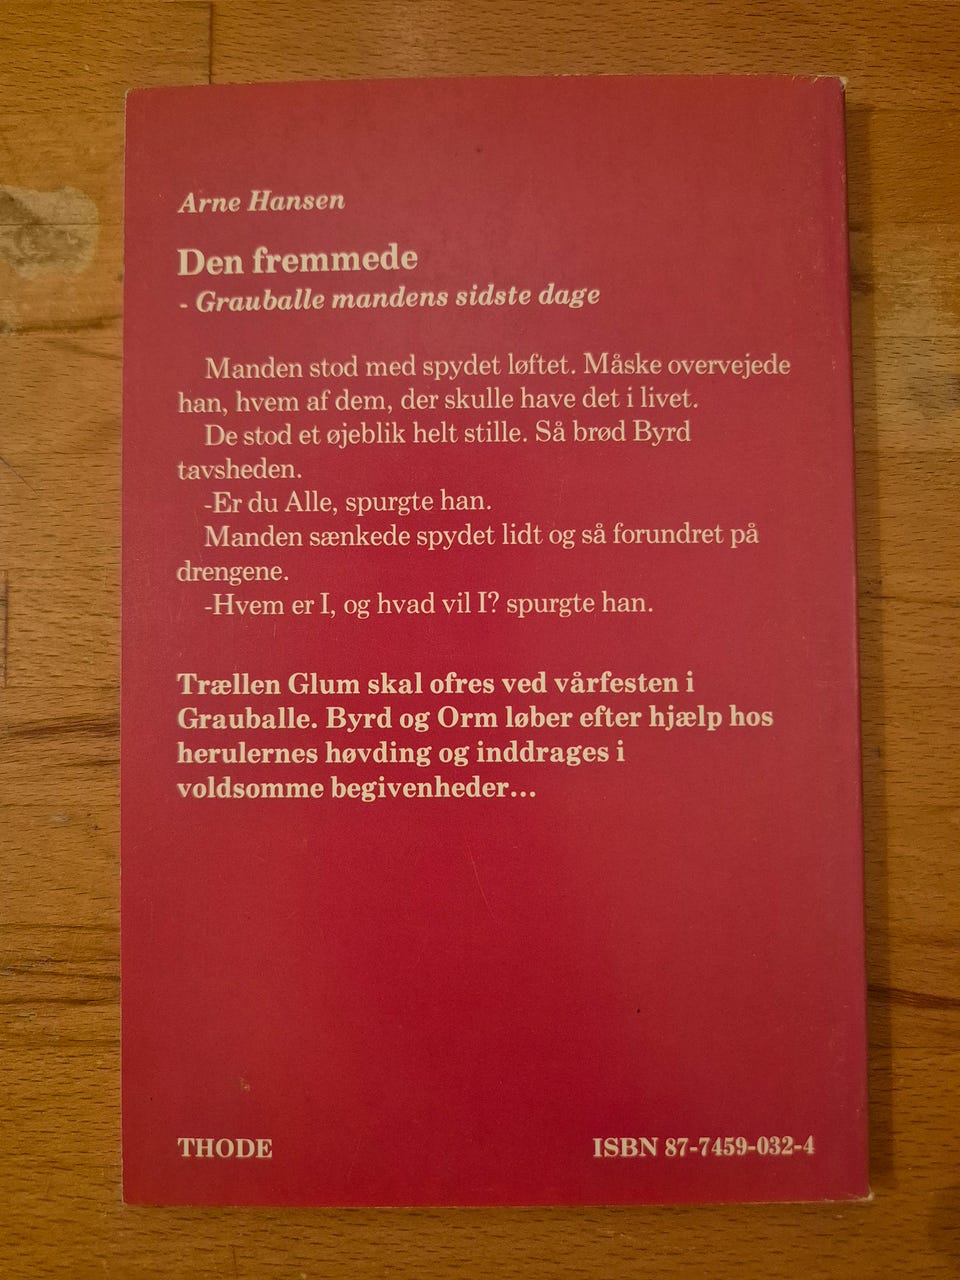 Arne Hansen
Den fremmede
- Grauballe mandens sidste dage
Manden stod med spydet løftet. Måske overvejede
han, hvem af dem, der skulle have det i livet.
De stod et øjeblik helt stille. Så brød Byrd
tavsheden.
-Er du Alle, spurgte han.
Manden sænkede spydet lidt og så forundret på
drengene.
-Hvem er I, og hvad vil I? spurgte han.
Trællen Glum skal ofres ved vårfesten i
Grauballe. Byrd og Orm løber efter hjælp hos
herulernes høvding og inddrages i
voldsomme begivenheder...
THODE
ISBN 87-7459-032-4